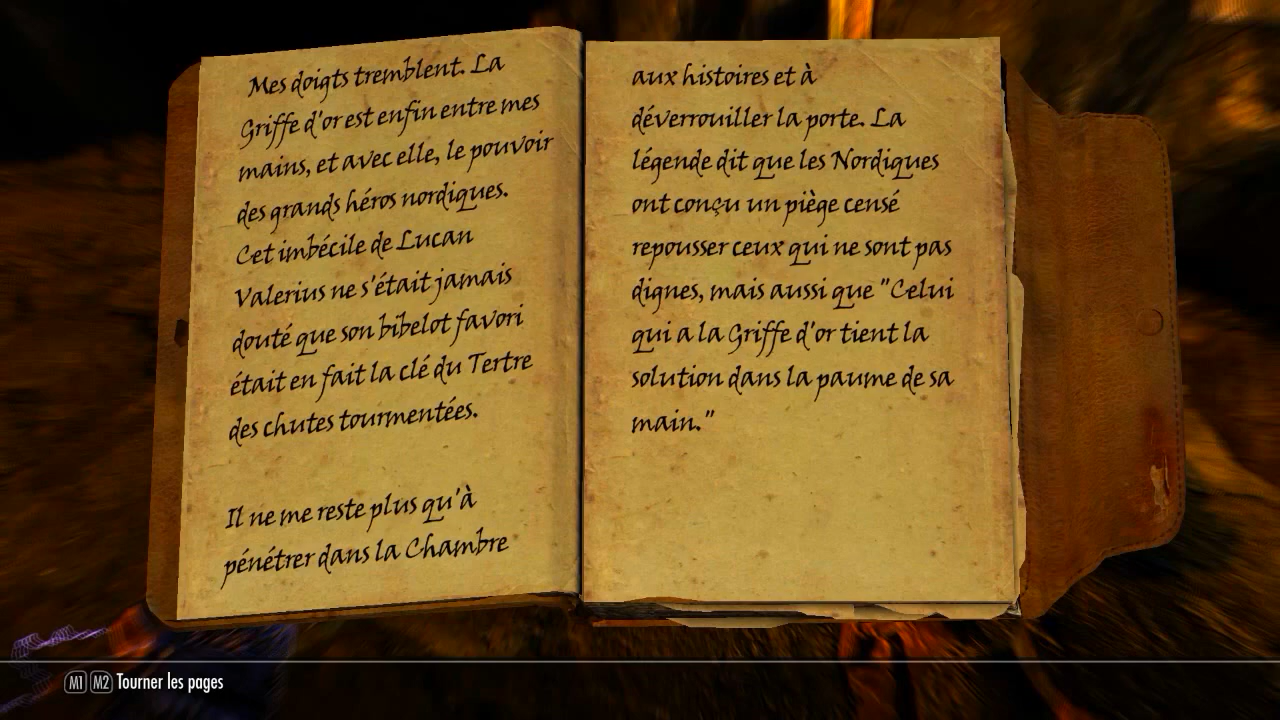 Mes doigts tremblent. La
Griffe d'or est enfin entre mes
mains, et avec elle, le pouvoir
des grands héros nordiques.
Cet imbécile de Lucan
Valerius ne s'était jamais
douté que son bibelot favori
était en fait la clé du Tertre
des chutes tourmentées.
Il ne me reste plus qu'à
pénétrer dans la Chambre
aux histoires et à
déverrouiller la porte. La
légende dit que les Nordiques
ont conçu un piège censé
repousser ceux qui ne sont pas
dignes, mais aussi que "Celui
qui a la Griffe d'or tient la
solution dans la paume de sa
main."
M1 M2 Tourner les pages